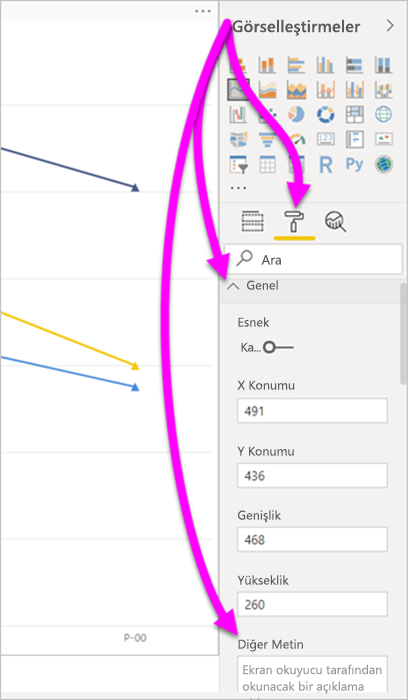 Görselleştirmeler
R
Py
Ara
Genel
Esnek
Ka...
X Konumu
491
Y Konumu
436
Genişlik
468
Yükseklik
260
Diğer Metin
Ekran okuyucu tarafından
okunacak bir açıklama
P-00